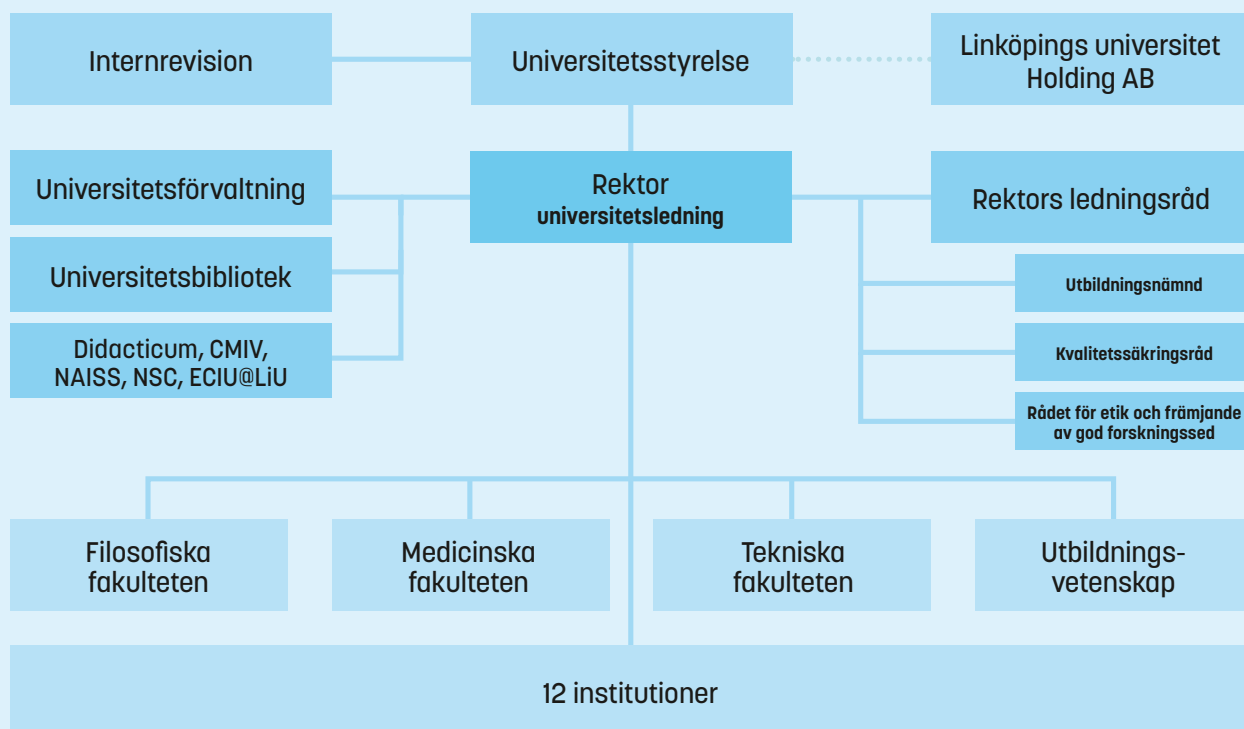 Internrevision
Universitetsstyrelse
Linköpings universitet
Holding AB
Universitetsförvaltning
Rektor
universitetsledning
Rektors ledningsråd
Universitetsbibliotek
Utbildningsnämnd
Didacticum, CMIV,
NAISS, NSC, ECIU@LiU
Kvalitetssäkringsråd
Rådet för etik och främjande
av god forskningssed
Filosofiska
fakulteten
Medicinska
fakulteten
Tekniska
fakulteten
Utbildnings-
vetenskap
12 institutioner